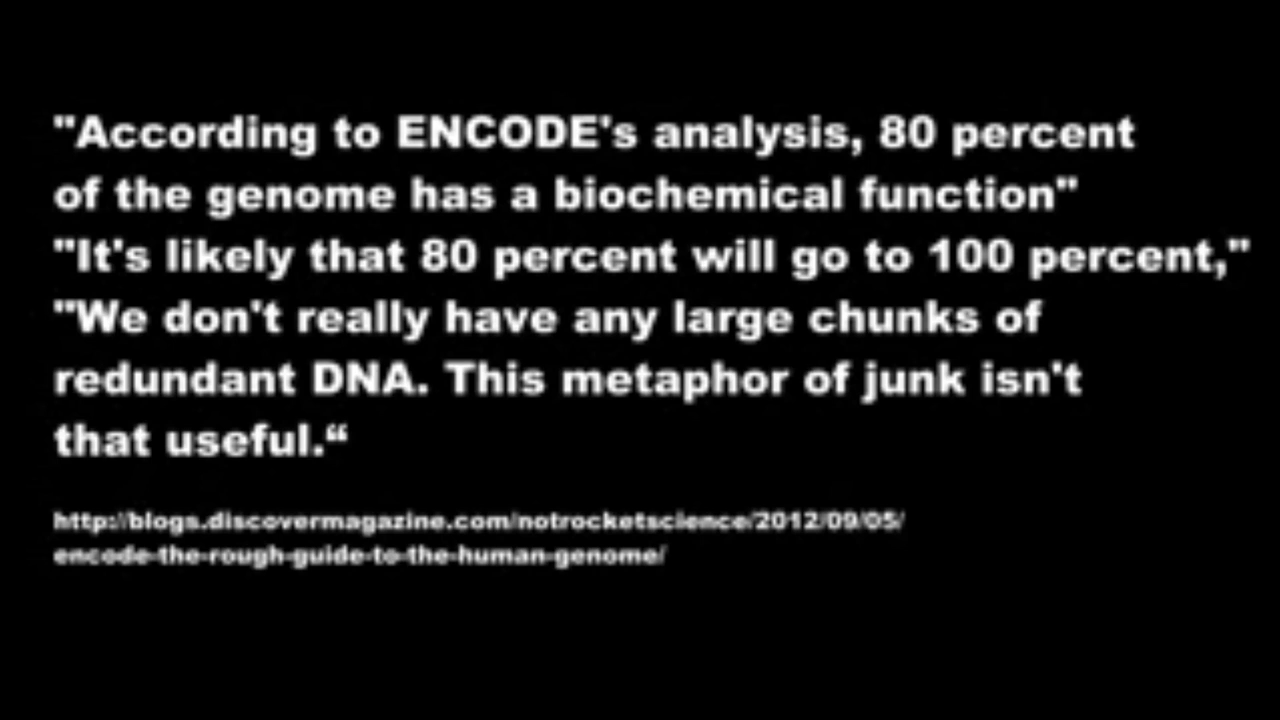 "According to ENCODE's analysis, 80 percent
of the genome has a biochemical function"
"It's likely that 80 percent will go to 100 percent,"
"We don't really have any large chunks of
redundant DNA. This metaphor of junk isn't
that useful.“
http://blogs.discovermagazine.com/notrocketscience/2012/09/05/
encode-the-rough-guide-to-the-human-genome/